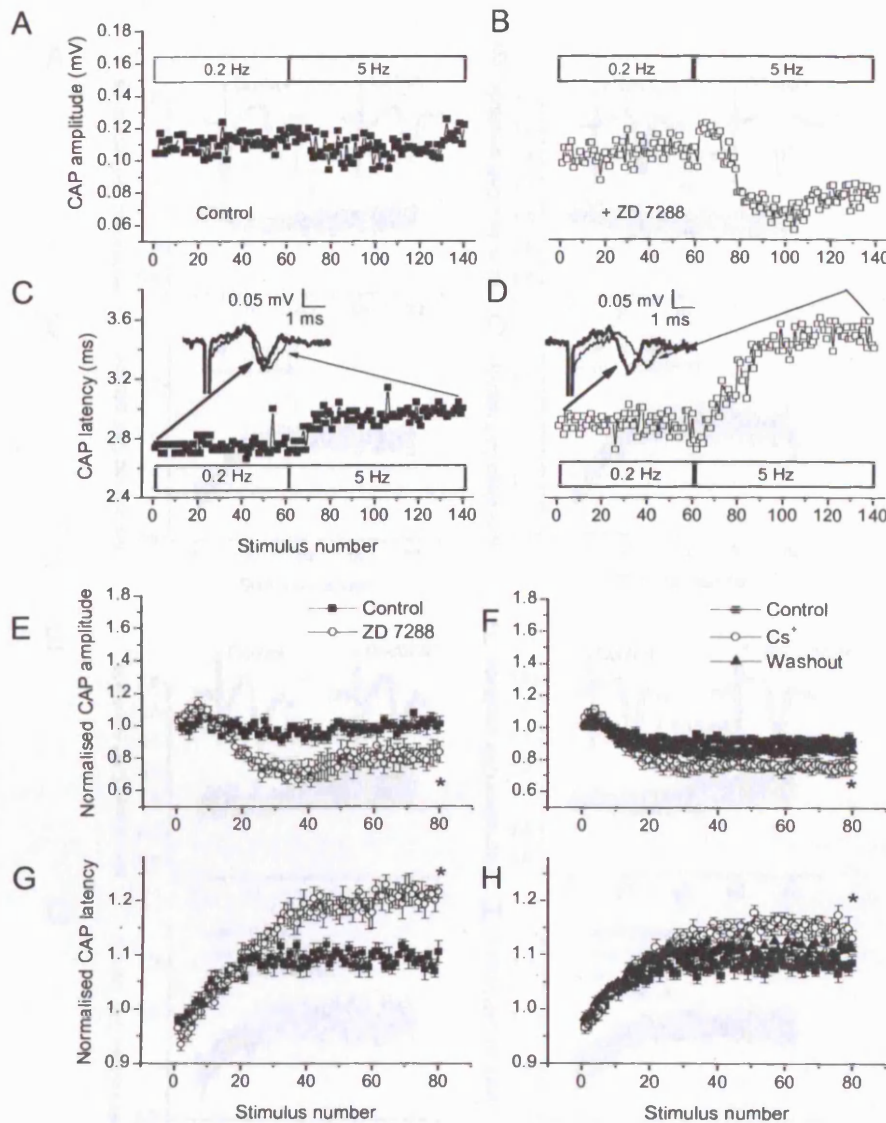 A
CAP amplitude (mV)
0.18
0.16
0.14
0.12
0.10
0.08
0.06
0.2 Hz
5 Hz
Control
0 20 40 60 80 100 120 140
B
0.2 Hz
5 Hz
+ ZD 7288
0 20 40 60 80 100 120 140
C
CAP latency (ms)
3.6
3.2
2.8
2.4
0.05 mV
1 ms
0.2 Hz
5 Hz
0 20 40 60 80 100 120 140
Stimulus number
D
0.05 mV
1 ms
0.2 Hz
5 Hz
0 20 40 60 80 100 120 140
E
Normalised CAP amplitude
1.8
1.6
1.4
1.2
1.0
0.8
0.6
Control
ZD 7288
*
0 20 40 60 80
F
1.8
1.6
1.4
1.2
1.0
0.8
0.6
Control
Cs⁺
Washout
*
0 20 40 60 80
G
Normalised CAP latency
1.2
1.1
1.0
0.9
*
0 20 40 60 80
Stimulus number
H
1.2
1.1
1.0
0.9
*
0 20 40 60 80
Stimulus number